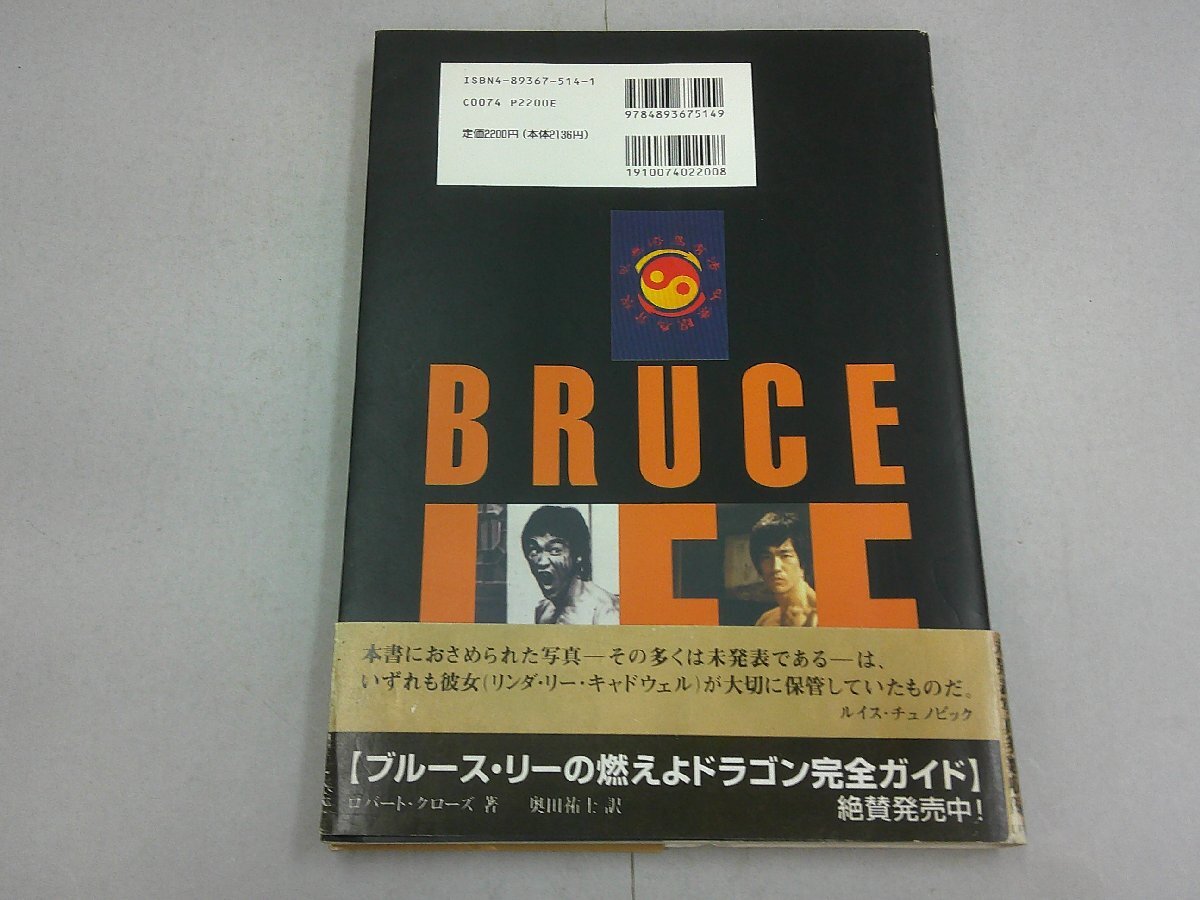 ISBN4-89367-514-1
C0074 P2200E
定価2200円(本体2136円)
9784893675149
1910074022008
BRUCE
LEE
本書におさめられた写真—その多くは未発表である—は、
いずれも彼女(リンダ・リー・キャドウェル)が大切に保管していたものだ。
ルイス・チュノビック
【ブルース・リーの燃えよドラゴン完全ガイド】
ロバート・クローズ 著 奥田祐士 訳
絶賛発売中!